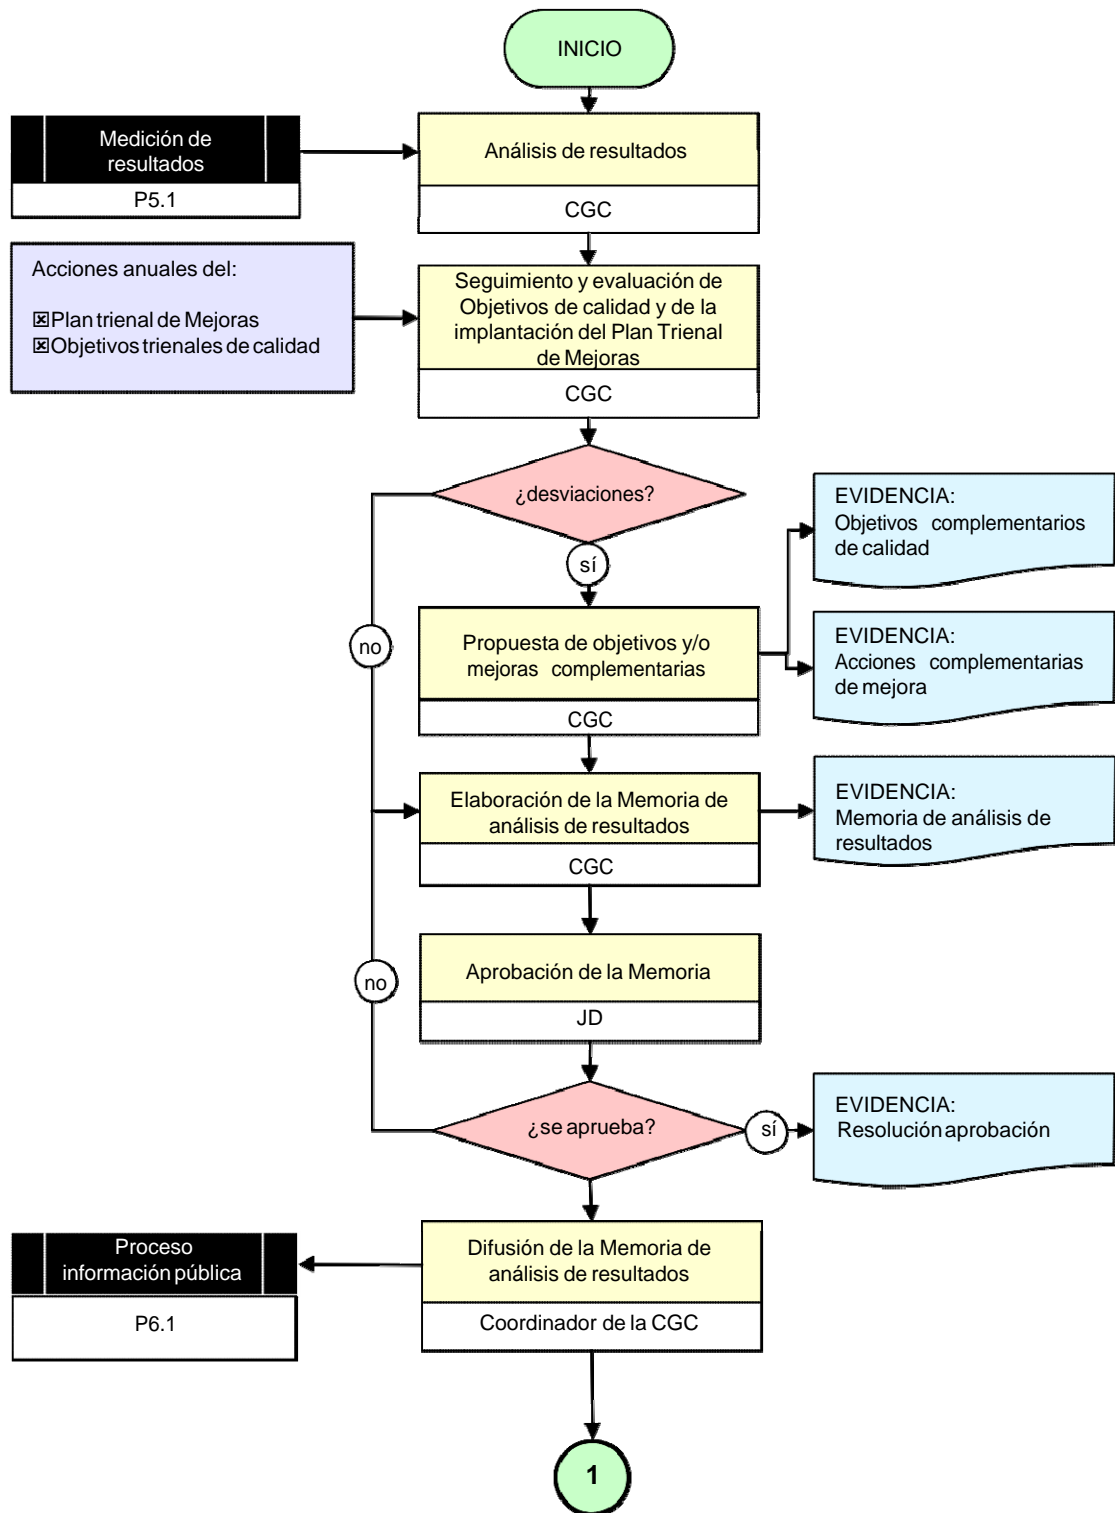 INICIO
Medición de
resultados
P5.1
Análisis de resultados
CGC
Acciones anuales del:
Plan trienal de Mejoras
Objetivos trienales de calidad
Seguimiento y evaluación de
Objetivos de calidad y de la
implantación del Plan Trienal
de Mejoras
CGC
¿desviaciones?
sí
no
EVIDENCIA:
Objetivos complementarios
de calidad
Propuesta de objetivos y/o
mejoras complementarias
CGC
EVIDENCIA:
Acciones complementarias
de mejora
Elaboración de la Memoria de
análisis de resultados
CGC
EVIDENCIA:
Memoria de análisis de
resultados
Aprobación de la Memoria
JD
no
¿se aprueba?
sí
EVIDENCIA:
Resolución aprobación
Proceso
información pública
P6.1
Difusión de la Memoria de
análisis de resultados
Coordinador de la CGC
1